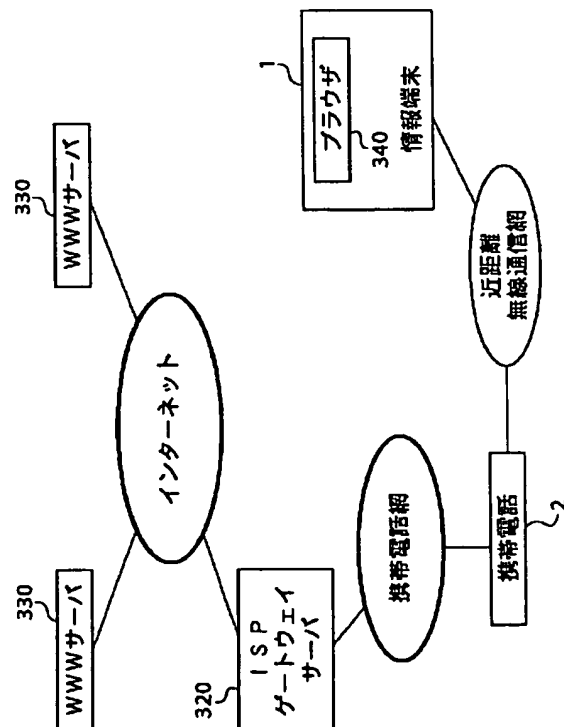 330
WWWサーバ
330
WWWサーバ
インターネット
320
ISP
ゲートウェイ
サーバ
携帯電話網
携帯電話
2
近距離
無線通信網
1
ブラウザ
340
情報端末